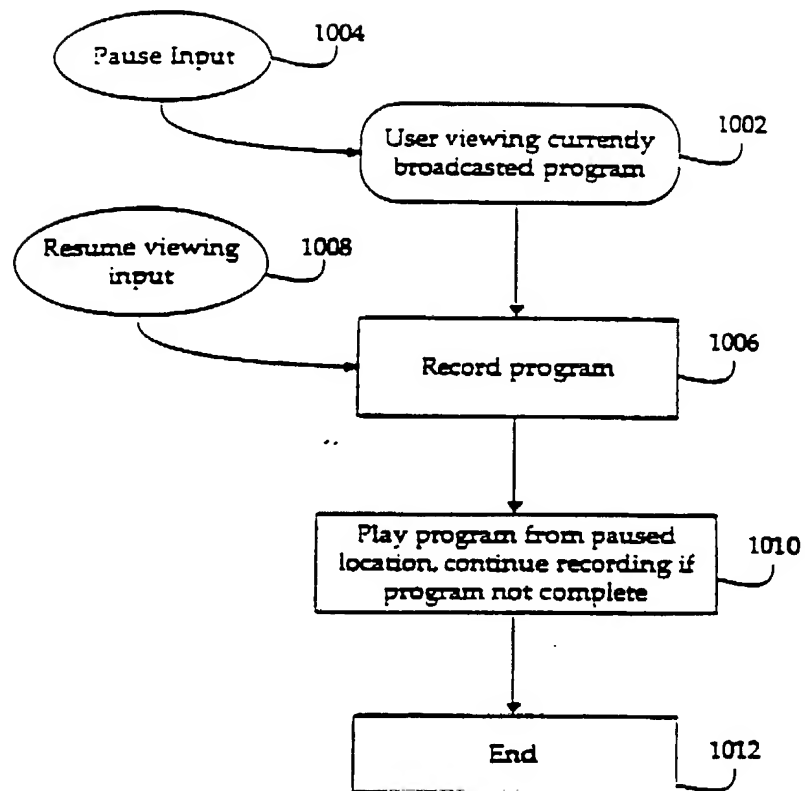 1004
Pause Input
1002
User viewing currently
broadcasted program
1008
Resume viewing
input
1006
Record program
1010
Play program from paused
location, continue recording if
program not complete
End
1012